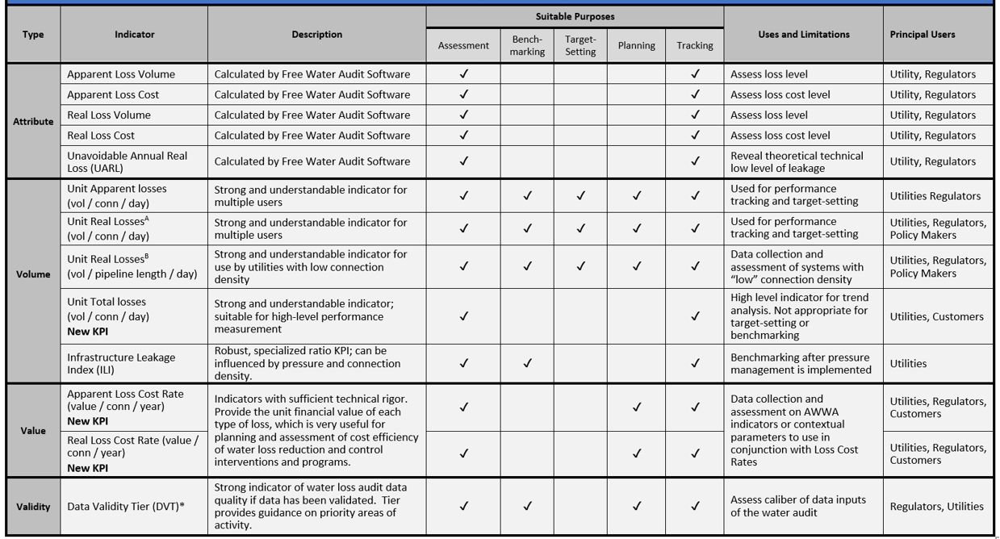 Type
Indicator
Description
Suitable Purposes
Assessment
Bench-
marking
Target-
Setting
Planning
Tracking
Uses and Limitations
Principal Users
Attribute
Apparent Loss Volume
Calculated by Free Water Audit Software
✓
✓
Assess loss level
Utility, Regulators
Apparent Loss Cost
Calculated by Free Water Audit Software
✓
✓
Assess loss cost level
Utility, Regulators
Real Loss Volume
Calculated by Free Water Audit Software
✓
✓
Assess loss level
Utility, Regulators
Real Loss Cost
Calculated by Free Water Audit Software
✓
✓
Assess loss cost level
Utility, Regulators
Unavoidable Annual Real
Loss (UARL)
Calculated by Free Water Audit Software
✓
✓
Reveal theoretical technical
low level of leakage
Utility, Regulators
Volume
Unit Apparent losses
(vol / conn / day)
Strong and understandable indicator for
multiple users
✓
✓
✓
✓
✓
Used for performance
tracking and target-setting
Utilities Regulators
Unit Real Losses^A
(vol / conn / day)
Strong and understandable indicator for
multiple users
✓
✓
✓
✓
✓
Used for performance
tracking and target-setting
Utilities, Regulators,
Policy Makers
Unit Real Losses^B
(vol / pipeline length / day)
Strong and understandable indicator for
use by utilities with low connection
density
✓
✓
✓
✓
✓
Data collection and
assessment of systems with
“low” connection density
Utilities, Regulators,
Policy Makers
Unit Total losses
(vol / conn / day)
New KPI
Strong and understandable indicator;
suitable for high-level performance
measurement
✓
✓
High level indicator for trend
analysis. Not appropriate for
target-setting or
benchmarking
Utilities, Customers
Infrastructure Leakage
Index (ILI)
Robust, specialized ratio KPI; can be
influenced by pressure and connection
density.
✓
✓
✓
Benchmarking after pressure
management is implemented
Utilities
Value
Apparent Loss Cost Rate
(value / conn / year)
New KPI
Indicators with sufficient technical rigor.
Provide the unit financial value of each
type of loss, which is very useful for
planning and assessment of cost efficiency
of water loss reduction and control
interventions and programs.
✓
✓
✓
Data collection and
assessment on AWWA
indicators or contextual
parameters to use in
conjunction with Loss Cost
Rates
Utilities, Regulators,
Customers
Real Loss Cost Rate (value /
conn / year)
New KPI
✓
✓
✓
Utilities, Regulators,
Customers
Validity
Data Validity Tier (DVT)*
Strong indicator of water loss audit data
quality if data has been validated.  Tier
provides guidance on priority areas of
activity.
✓
✓
✓
✓
Assess caliber of data inputs
of the water audit
Regulators, Utilities